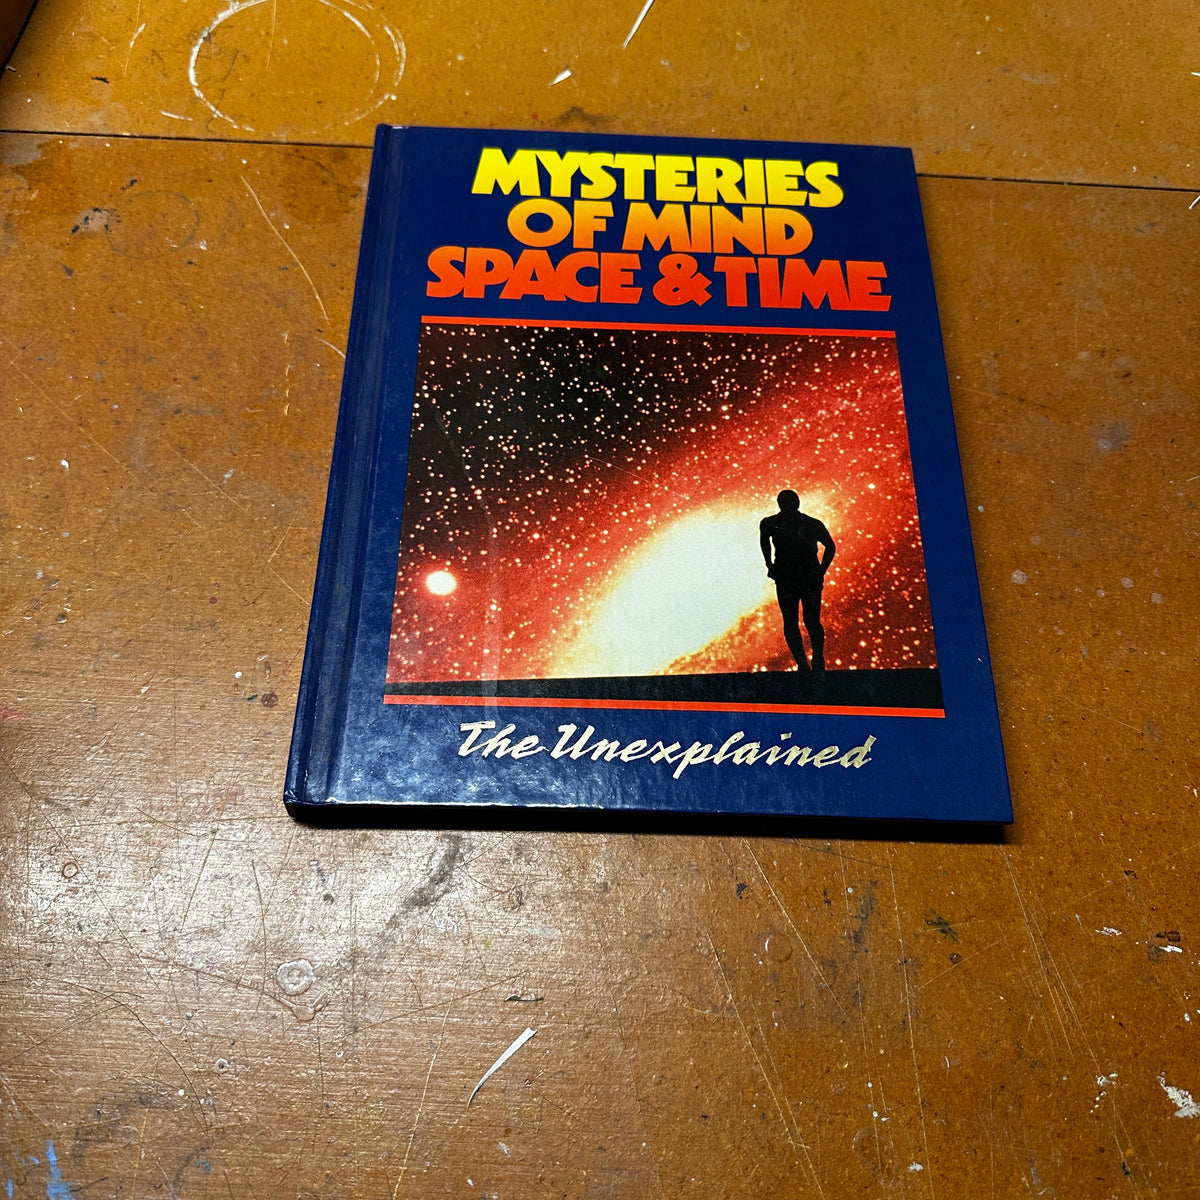 MYSTERIES
OF MIND
SPACE & TIME
The Unexplained